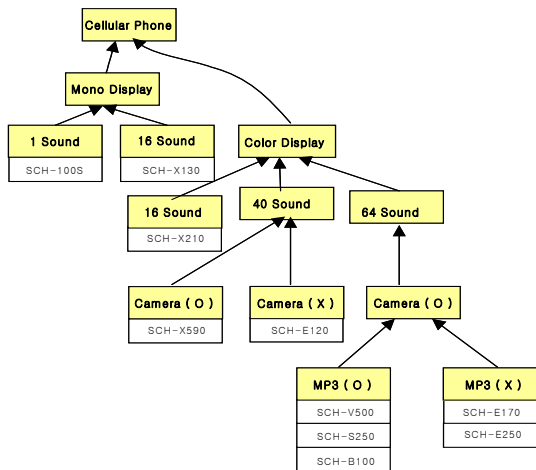 Cellular Phone
Mono Display
1 Sound
SCH-100S
16 Sound
SCH-X130
Color Display
16 Sound
SCH-X210
40 Sound
64 Sound
Camera ( O )
SCH-X590
Camera ( X )
SCH-E120
Camera ( O )
MP3 ( O )
SCH-V500
SCH-S250
SCH-B100
MP3 ( X )
SCH-E170
SCH-E250